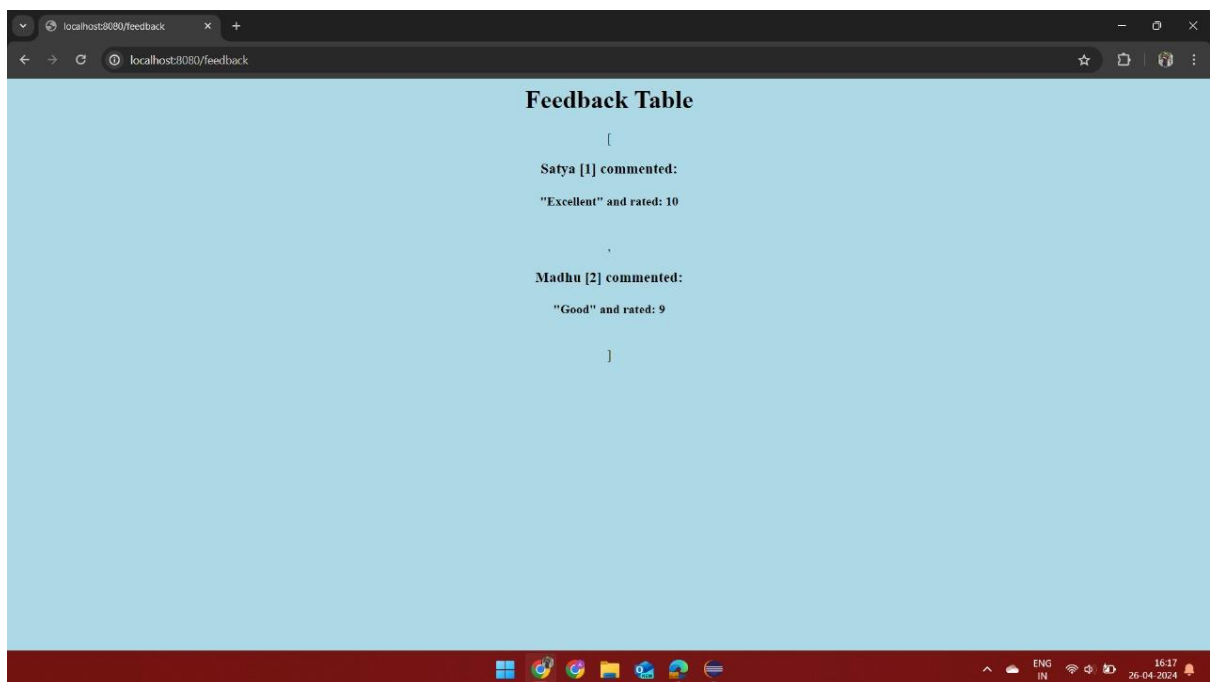 localhost:8080/feedback
localhost:8080/feedback
Feedback Table
[
Satya [1] commented:
"Excellent" and rated: 10
,
Madhu [2] commented:
"Good" and rated: 9
]
ENG
IN
16:17
26-04-2024